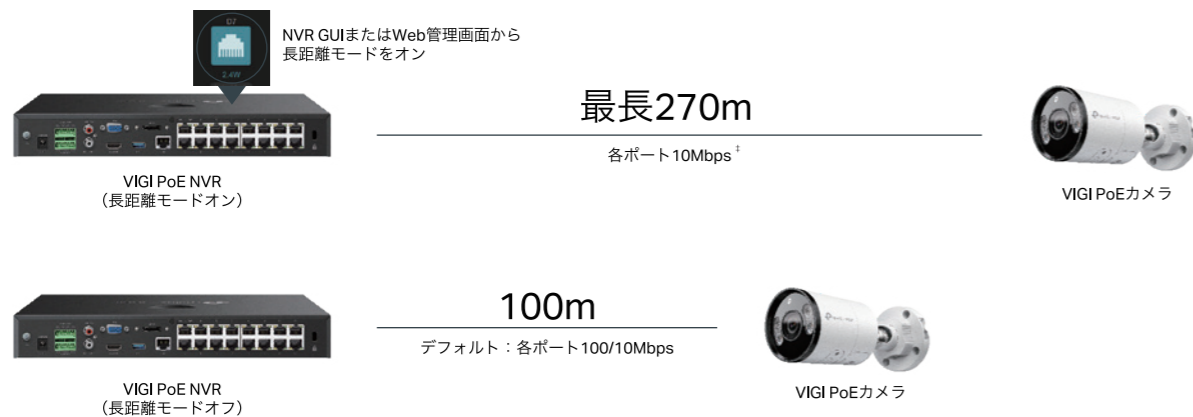 07
2.4W
NVR GUIまたはWeb管理画面から
長距離モードをオン
最長270m
各ポート10Mbps ‡
VIGI PoE NVR
（長距離モードオン）
VIGI PoEカメラ
100m
デフォルト：各ポート100/10Mbps
VIGI PoE NVR
（長距離モードオフ）
VIGI PoEカメラ